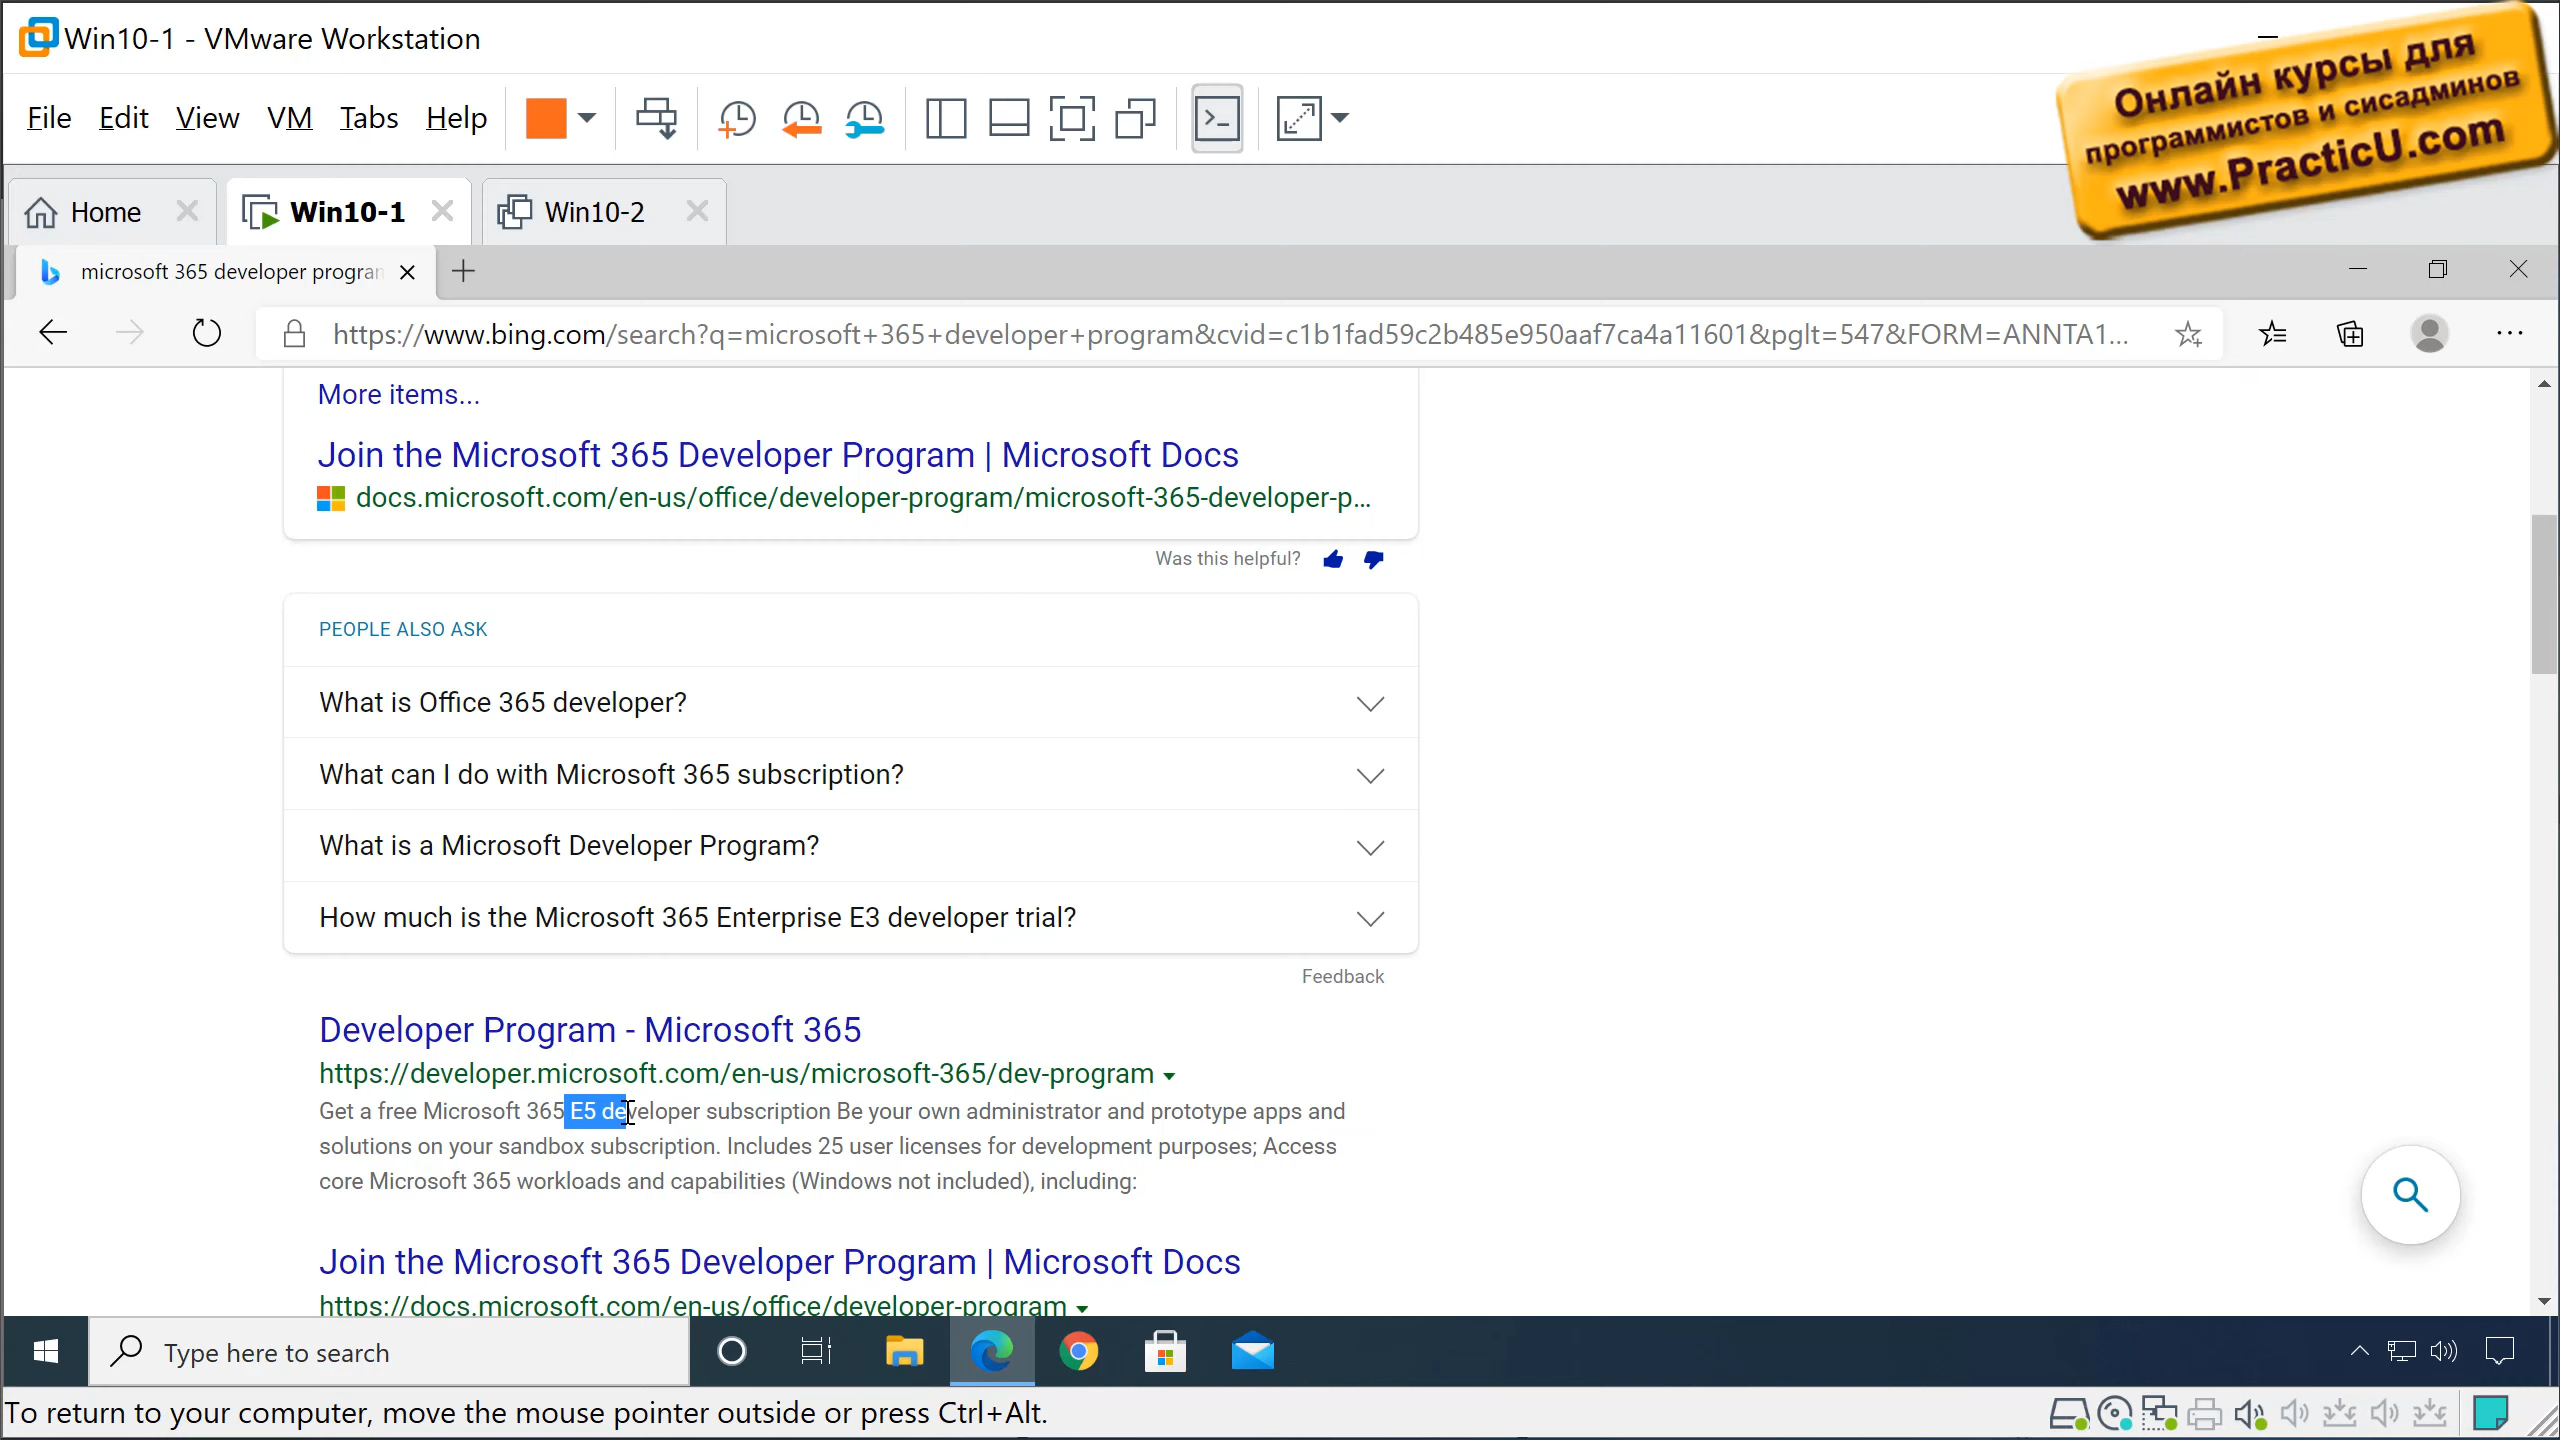 Win10-1 - VMware Workstation
Онлайн курсы для
программистов и сисадминов
www.PracticU.com
File Edit View VM Tabs Help
Home Win10-1 Win10-2
microsoft 365 developer program
https://www.bing.com/search?q=microsoft+365+developer+program&cvid=c1b1fad59c2b485e950aaf7ca4a11601&pglt=547&FORM=ANNTA1...
More items...
Join the Microsoft 365 Developer Program | Microsoft Docs
docs.microsoft.com/en-us/office/developer-program/microsoft-365-developer-p...
Was this helpful?
PEOPLE ALSO ASK
What is Office 365 developer?
What can I do with Microsoft 365 subscription?
What is a Microsoft Developer Program?
How much is the Microsoft 365 Enterprise E3 developer trial?
Feedback
Developer Program - Microsoft 365
https://developer.microsoft.com/en-us/microsoft-365/dev-program
Get a free Microsoft 365 E5 developer subscription Be your own administrator and prototype apps and
solutions on your sandbox subscription. Includes 25 user licenses for development purposes; Access
core Microsoft 365 workloads and capabilities (Windows not included), including:
Join the Microsoft 365 Developer Program | Microsoft Docs
https://docs.microsoft.com/en-us/office/developer-program
Type here to search
To return to your computer, move the mouse pointer outside or press Ctrl+Alt.